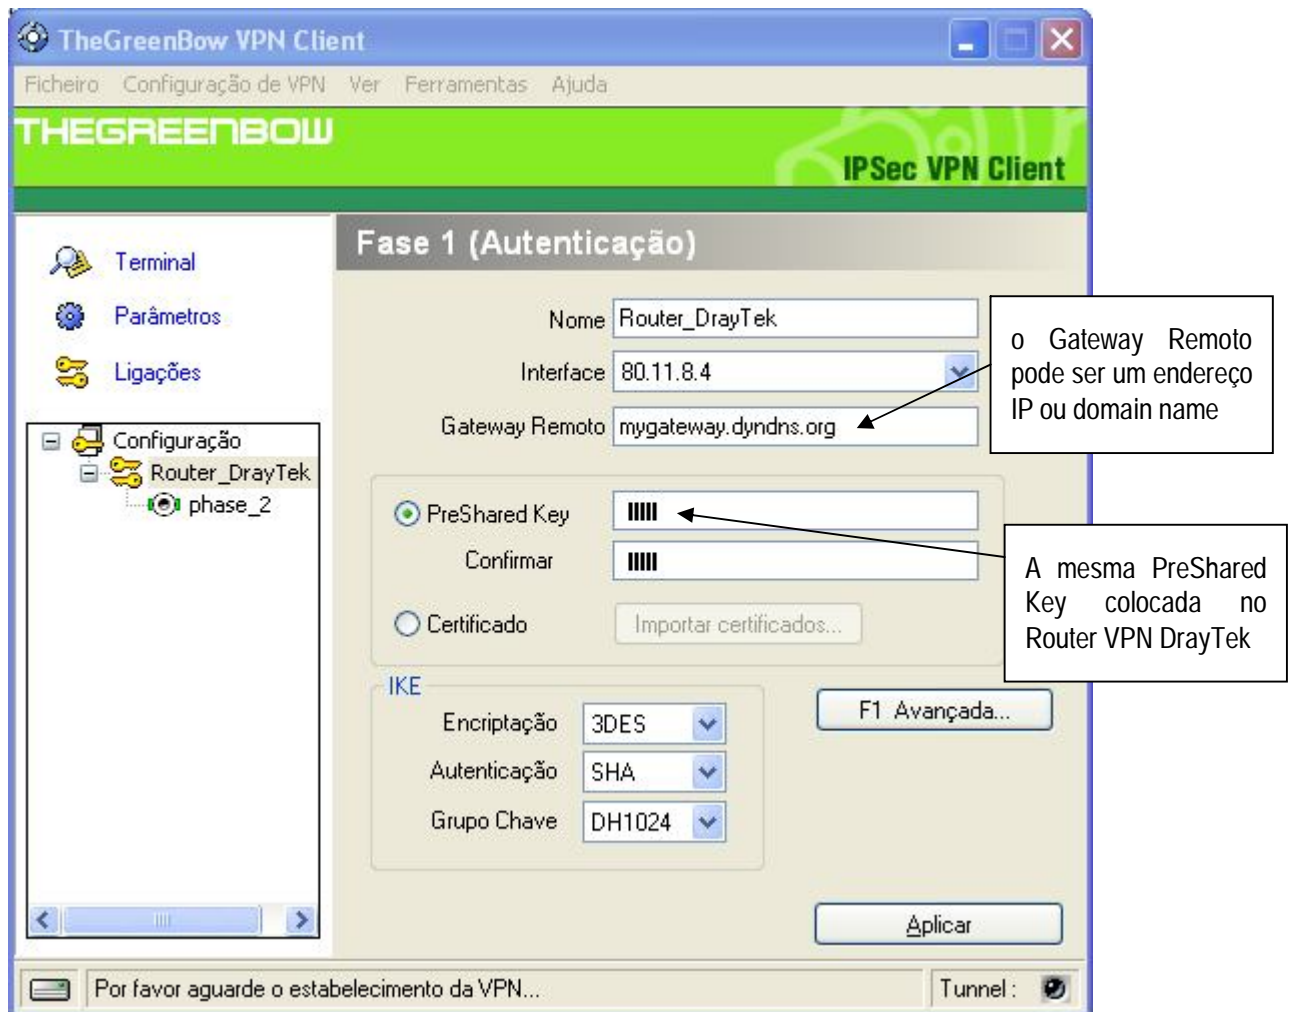 TheGreenBow VPN Client
Ficheiro Configuração de VPN Ver Ferramentas Ajuda
THEGREENBOW
IPSec VPN Client
Terminal
Parâmetros
Ligações
Configuração
Router_DrayTek
phase_2
Fase 1 (Autenticação)
Nome Router_DrayTek
Interface 80.11.8.4
Gateway Remoto mygateway.dyndns.org
o Gateway Remoto
pode ser um endereço
IP ou domain name
PreShared Key
Confirmar
Certificado Importar certificados...
A mesma PreShared
Key colocada no
Router VPN DrayTek
IKE
Encriptação 3DES
Autenticação SHA
Grupo Chave DH1024
F1 Avançada...
Aplicar
Por favor aguarde o estabelecimento da VPN...
Tunnel :